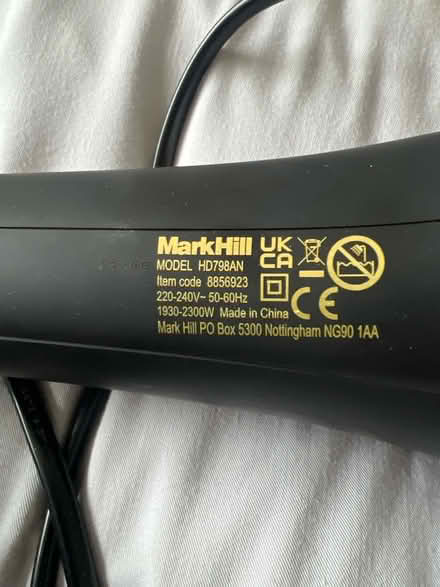 MarkHill UK CA
MODEL HD798AN
Item code 8856923
220-240V~ 50-60Hz
1930-2300W Made in China CE
Mark Hill PO Box 5300 Nottingham NG90 1AA